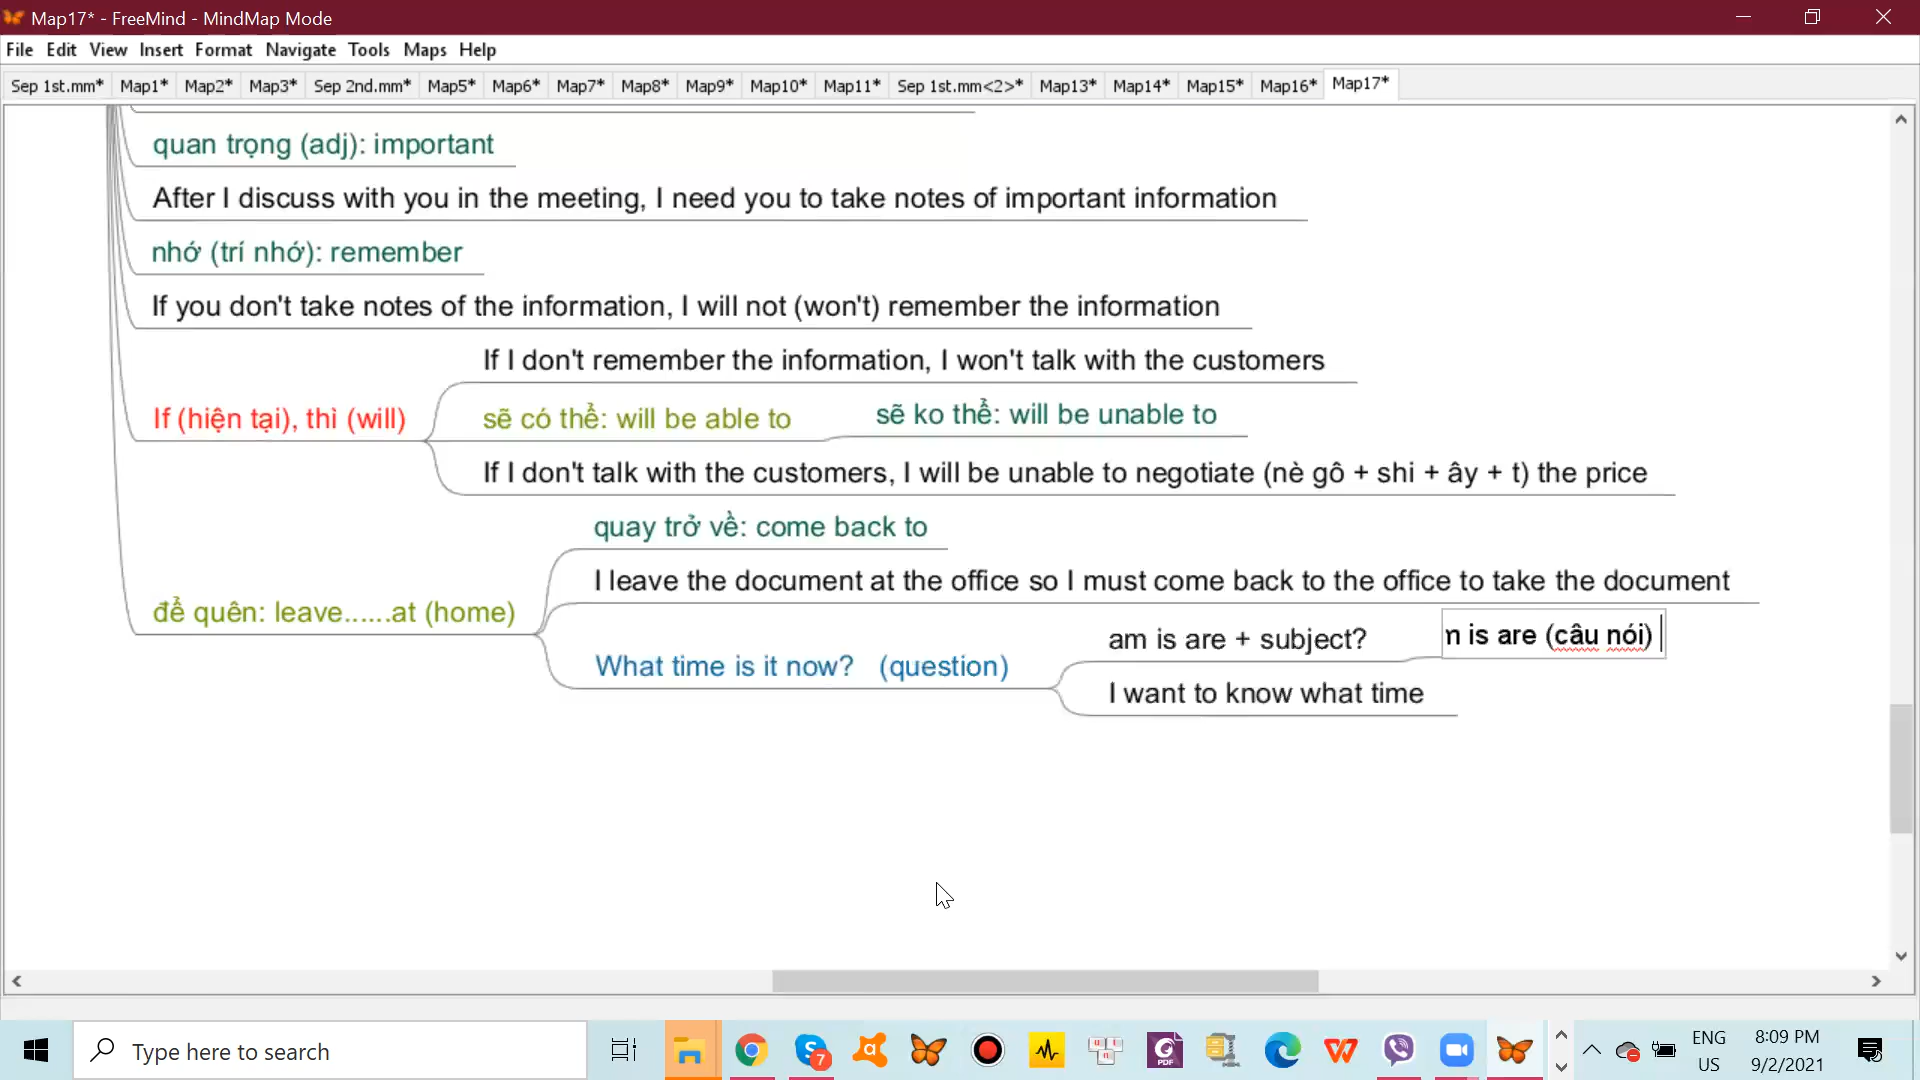 Map17* - FreeMind - MindMap Mode
File Edit View Insert Format Navigate Tools Maps Help
Sep 1st.mm* Map1* Map2* Map3* Sep 2nd.mm* Map5* Map6* Map7* Map8* Map9* Map10* Map11* Sep 1st.mm<2>* Map13* Map14* Map15* Map16* Map17*
quan trọng (adj): important
After I discuss with you in the meeting, I need you to take notes of important information
nhớ (trí nhớ): remember
If you don't take notes of the information, I will not (won't) remember the information
If I don't remember the information, I won't talk with the customers
If (hiện tại), thì (will)
sẽ có thể: will be able to
sẽ ko thể: will be unable to
If I don't talk with the customers, I will be unable to negotiate (nè gô + shi + ây + t) the price
quay trở về: come back to
I leave the document at the office so I must come back to the office to take the document
để quên: leave......at (home)
What time is it now? (question)
am is are + subject?
m is are (câu nói)
I want to know what time
Type here to search
7
PDF
ENG
US
8:09 PM
9/2/2021